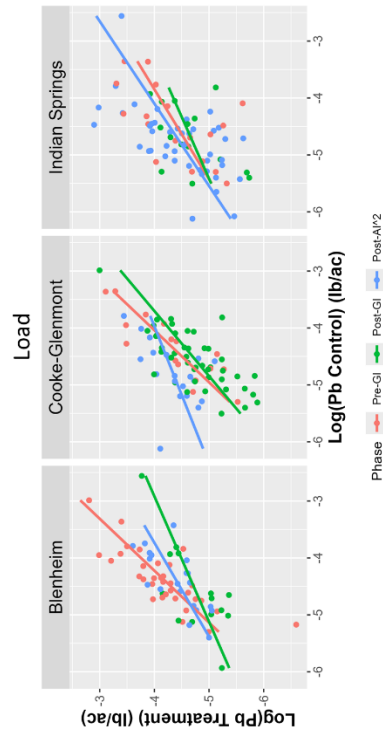 Load
Blenheim
Cooke-Glenmont
Indian Springs
Log(Pb Treatment) (lb/ac)
-3
-4
-5
-6
-6
-5
-4
-3
-6
-5
-4
-3
-6
-5
-4
-3
Log(Pb Control) (lb/ac)
Phase Pre-GI Post-GI Post-AI^2